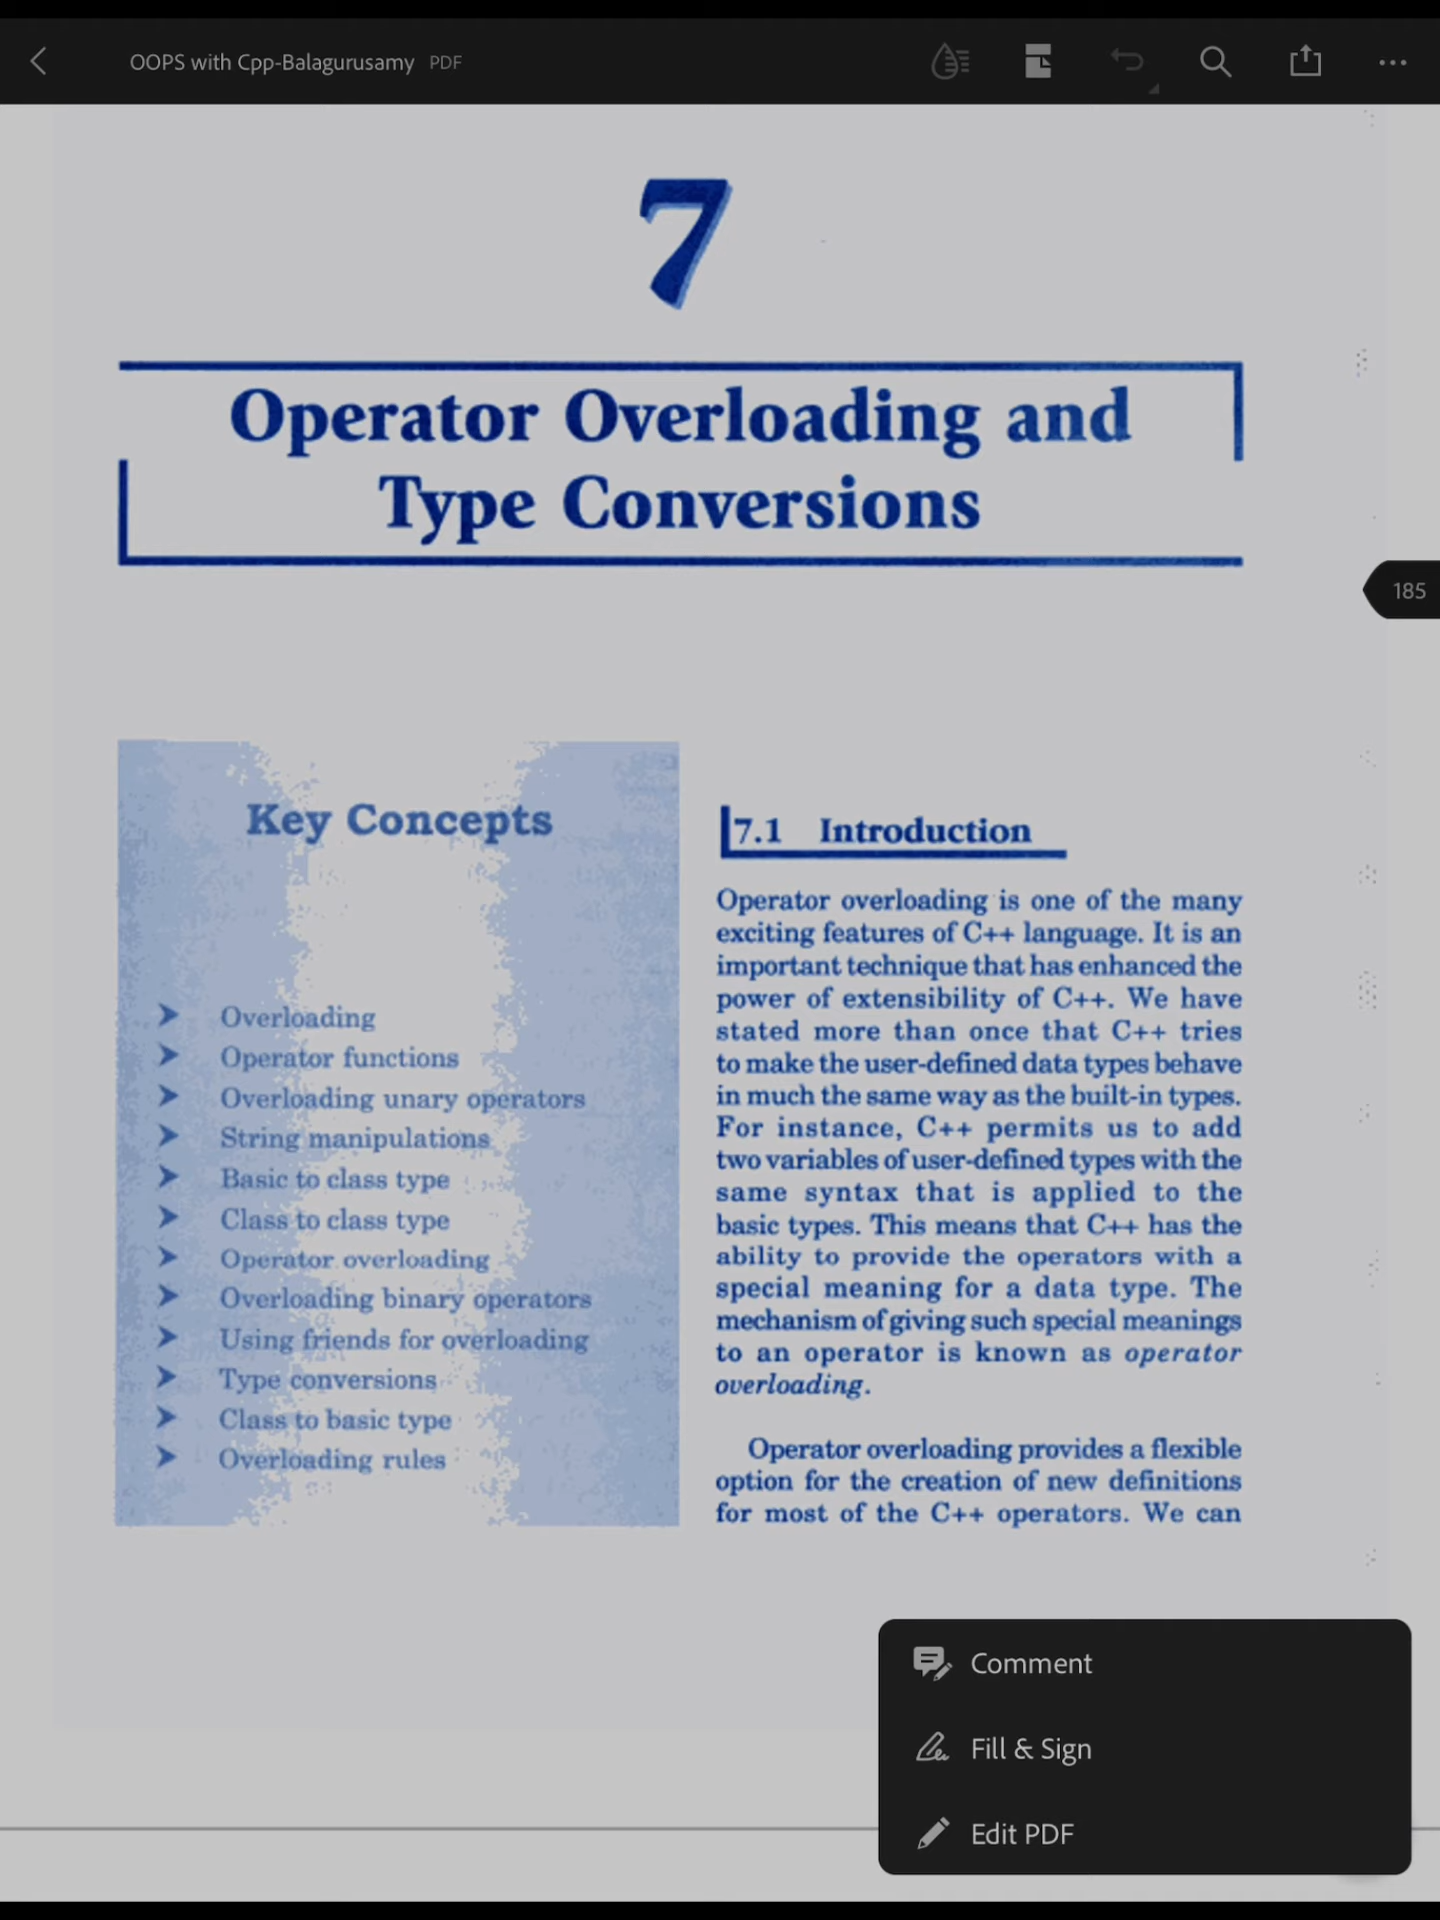 OOPS with Cpp-Balagurusamy PDF
7
Operator Overloading and
Type Conversions
185
Key Concepts
Overloading
Operator functions
Overloading unary operators
String manipulations
Basic to class type
Class to class type
Operator overloading
Overloading binary operators
Using friends for overloading
Type conversions
Class to basic type
Overloading rules
7.1 Introduction
Operator overloading is one of the many
exciting features of C++ language. It is an
important technique that has enhanced the
power of extensibility of C++. We have
stated more than once that C++ tries
to make the user-defined data types behave
in much the same way as the built-in types.
For instance, C++ permits us to add
two variables of user-defined types with the
same syntax that is applied to the
basic types. This means that C++ has the
ability to provide the operators with a
special meaning for a data type. The
mechanism of giving such special meanings
to an operator is known as operator
overloading.
Operator overloading provides a flexible
option for the creation of new definitions
for most of the C++ operators. We can
Comment
Fill & Sign
Edit PDF